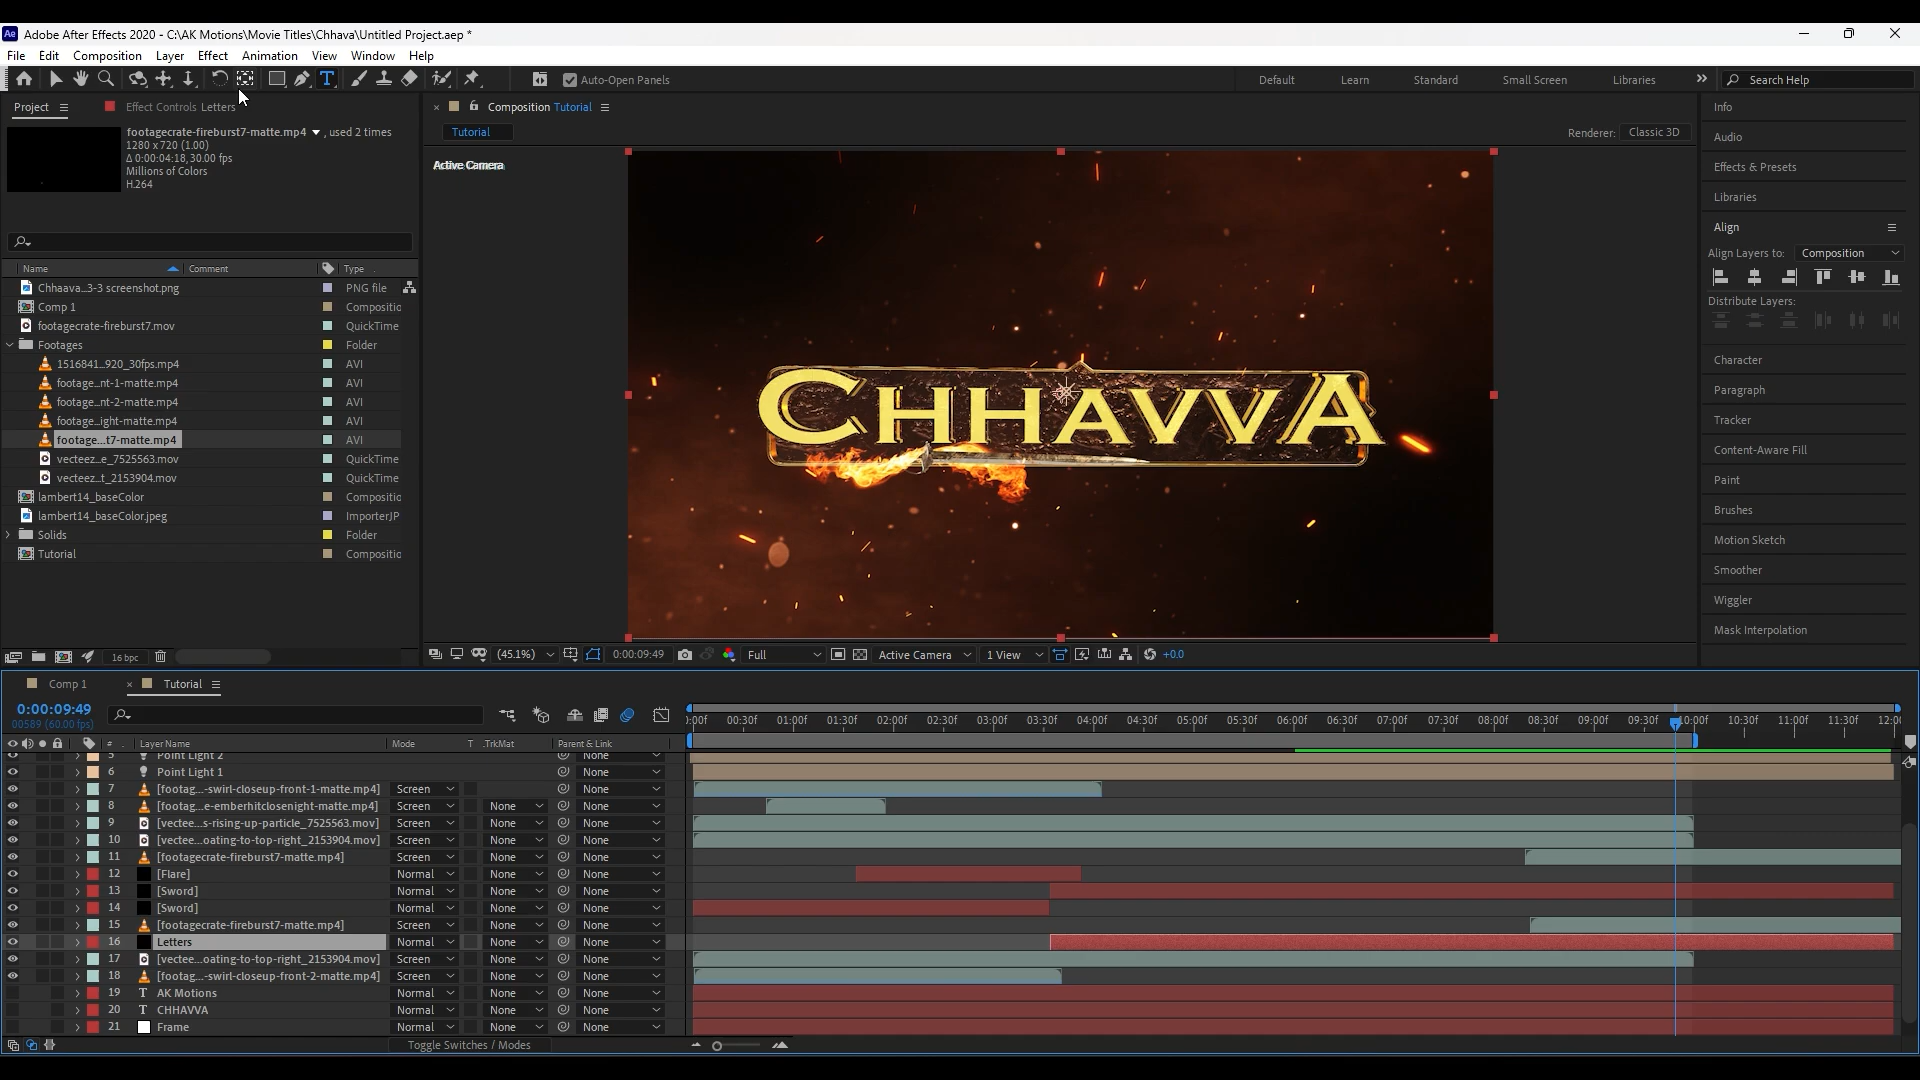 Adobe After Effects 2020 - C:\AK Motions\Movie Titles\Chhava\Untitled Project.aep *
File Edit Composition Layer Effect Animation View Window Help
Auto-Open Panels
Default Learn Standard Small Screen Libraries Search Help
Project Effect Controls Letters
Composition Tutorial
Tutorial
Renderer: Classic 3D
footagecrate-fireburst7-matte.mp4 , used 2 times
1280 x 720 (1.00)
Δ 0:00:04:18, 30.00 fps
Millions of Colors
H.264
Name Comment Type
Chhaava...3-3 screenshot.png PNG file
Comp 1 Compositic
footagecrate-fireburst7.mov QuickTime
Footages Folder
1516841...920_30fps.mp4 AVI
footage...nt-1-matte.mp4 AVI
footage...nt-2-matte.mp4 AVI
footage...ight-matte.mp4 AVI
footage...t7-matte.mp4 AVI
vecteez...e_7525563.mov QuickTime
vecteez...t_2153904.mov QuickTime
lambert14_baseColor Compositic
lambert14_baseColor.jpeg ImporterJP
Solids Folder
Tutorial Compositic
16 bpc
Active Camera
CHHAVVA
(45.1%) 0:00:09:49 Full Active Camera 1 View +0.0
Info
Audio
Effects & Presets
Libraries
Align
Align Layers to: Composition
Distribute Layers:
Character
Paragraph
Tracker
Content-Aware Fill
Paint
Brushes
Motion Sketch
Smoother
Wiggler
Mask Interpolation
Comp 1 Tutorial
0:00:09:49
00589 (60.00 fps)
):00f 00:30f 01:00f 01:30f 02:00f 02:30f 03:00f 03:30f 04:00f 04:30f 05:00f 05:30f 06:00f 06:30f 07:00f 07:30f 08:00f 08:30f 09:00f 09:30f 10:00f 10:30f 11:00f 11:30f 12:0(
# Layer Name Mode T .TrkMat Parent & Link
5 Point Light 2 None
6 Point Light 1 None
7 [footag...-swirl-closeup-front-1-matte.mp4] Screen None
8 [footag...e-emberhitclosenight-matte.mp4] Screen None None
9 [vectee...s-rising-up-particle_7525563.mov] Screen None None
10 [vectee...oating-to-top-right_2153904.mov] Screen None None
11 [footagecrate-fireburst7-matte.mp4] Screen None None
12 [Flare] Normal None None
13 [Sword] Normal None None
14 [Sword] Normal None None
15 [footagecrate-fireburst7-matte.mp4] Screen None None
16 Letters Normal None None
17 [vectee...oating-to-top-right_2153904.mov] Screen None None
18 [footag...-swirl-closeup-front-2-matte.mp4] Screen None None
19 T AK Motions Normal None None
20 T CHHAVVA Normal None None
21 Frame Normal None None
Toggle Switches / Modes